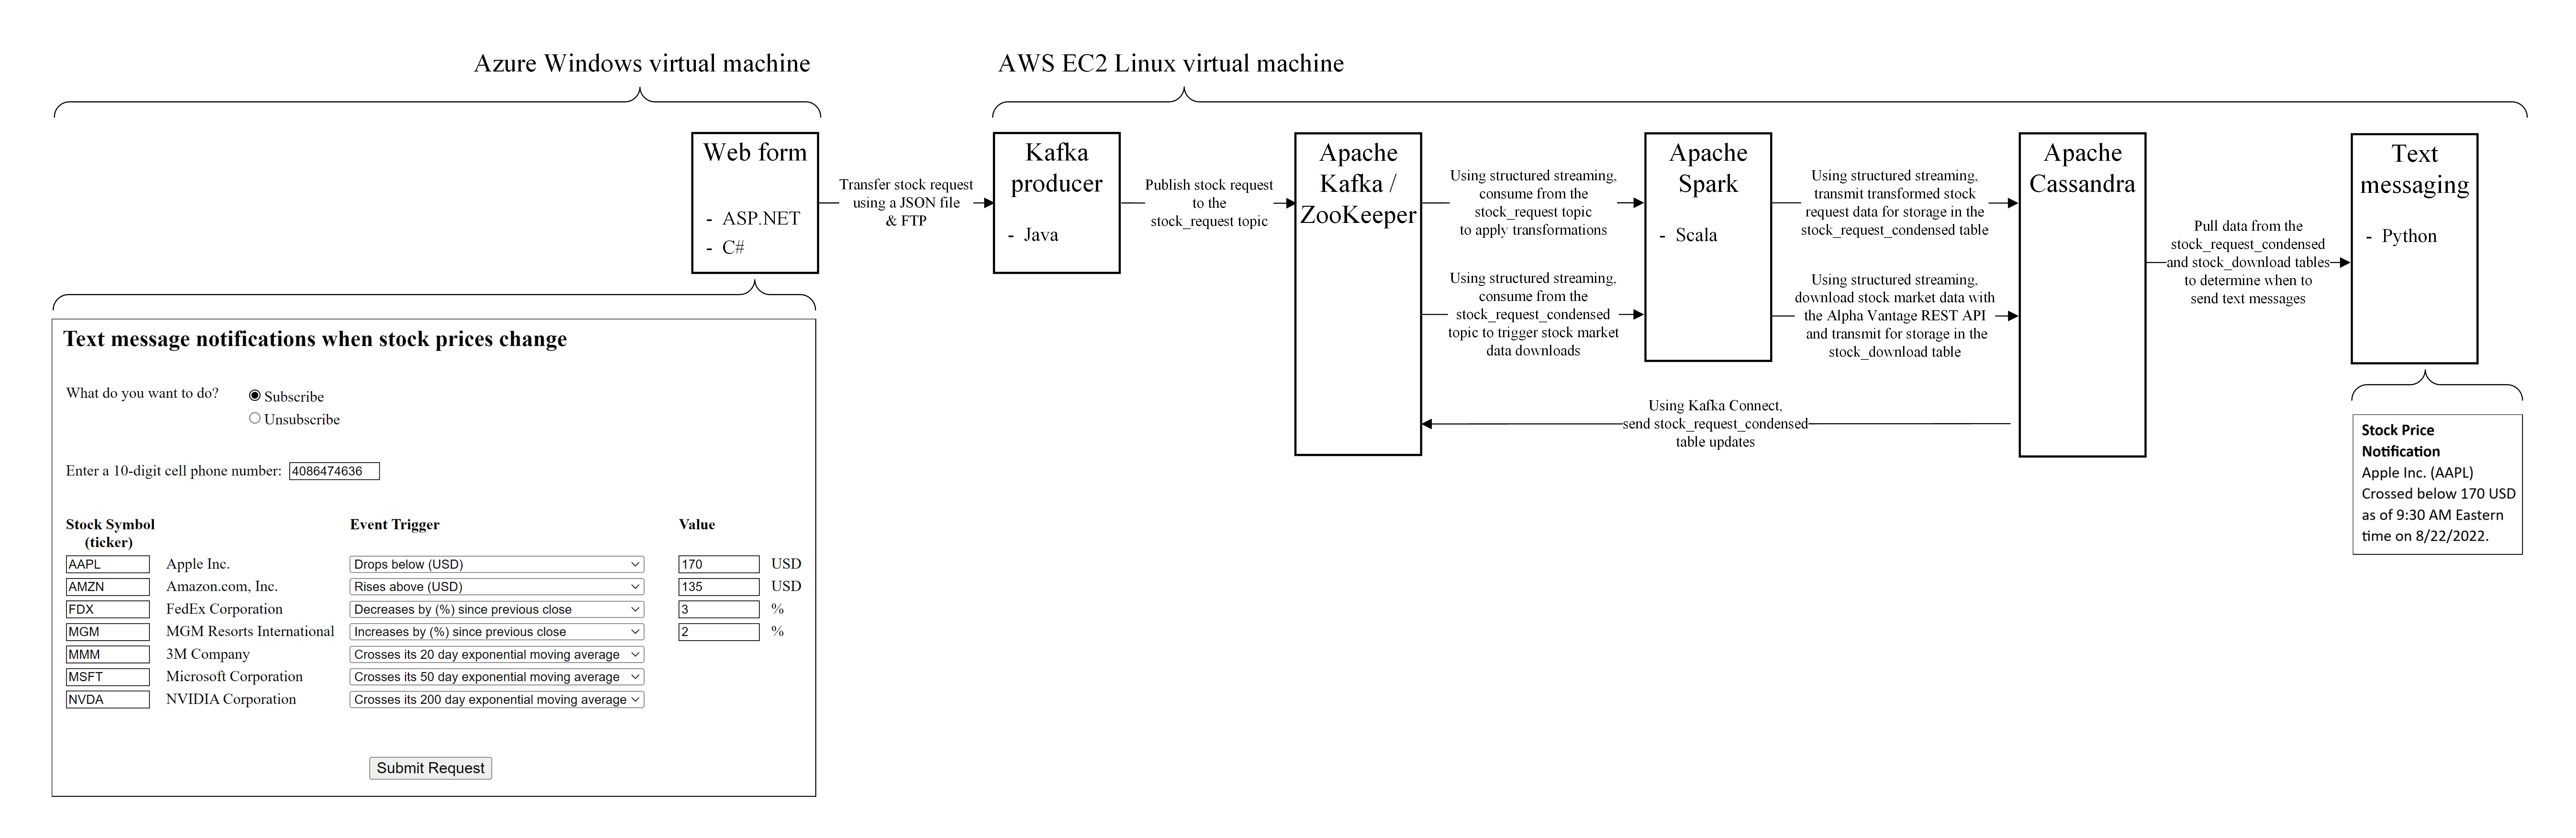 Azure Windows virtual machine
AWS EC2 Linux virtual machine
Web form
- ASP.NET
- C#
Transfer stock request
using a JSON file
& FTP
Kafka
producer
- Java
Publish stock request
to the
stock_request topic
Apache
Kafka /
ZooKeeper
Using structured streaming,
consume from the
stock_request topic
to apply transformations
Using structured streaming,
consume from the
stock_request_condensed
topic to trigger stock market
data downloads
Apache
Spark
- Scala
Using structured streaming,
transmit transformed stock
request data for storage in the
stock_request_condensed table
Using structured streaming,
download stock market data with
the Alpha Vantage REST API
and transmit for storage in the
stock_download table
Using Kafka Connect,
send stock_request_condensed
table updates
Apache
Cassandra
Pull data from the
stock_request_condensed
and stock_download tables
to determine when to
send text messages
Text
messaging
- Python
Stock Price
Notification
Apple Inc. (AAPL)
Crossed below 170 USD
as of 9:30 AM Eastern
time on 8/22/2022.
Text message notifications when stock prices change
What do you want to do? Subscribe
Unsubscribe
Enter a 10-digit cell phone number: 4086474636
Stock Symbol Event Trigger Value
(ticker)
AAPL Apple Inc. Drops below (USD) 170 USD
AMZN Amazon.com, Inc. Rises above (USD) 135 USD
FDX FedEx Corporation Decreases by (%) since previous close 3 %
MGM MGM Resorts International Increases by (%) since previous close 2 %
MMM 3M Company Crosses its 20 day exponential moving average
MSFT Microsoft Corporation Crosses its 50 day exponential moving average
NVDA NVIDIA Corporation Crosses its 200 day exponential moving average
Submit Request